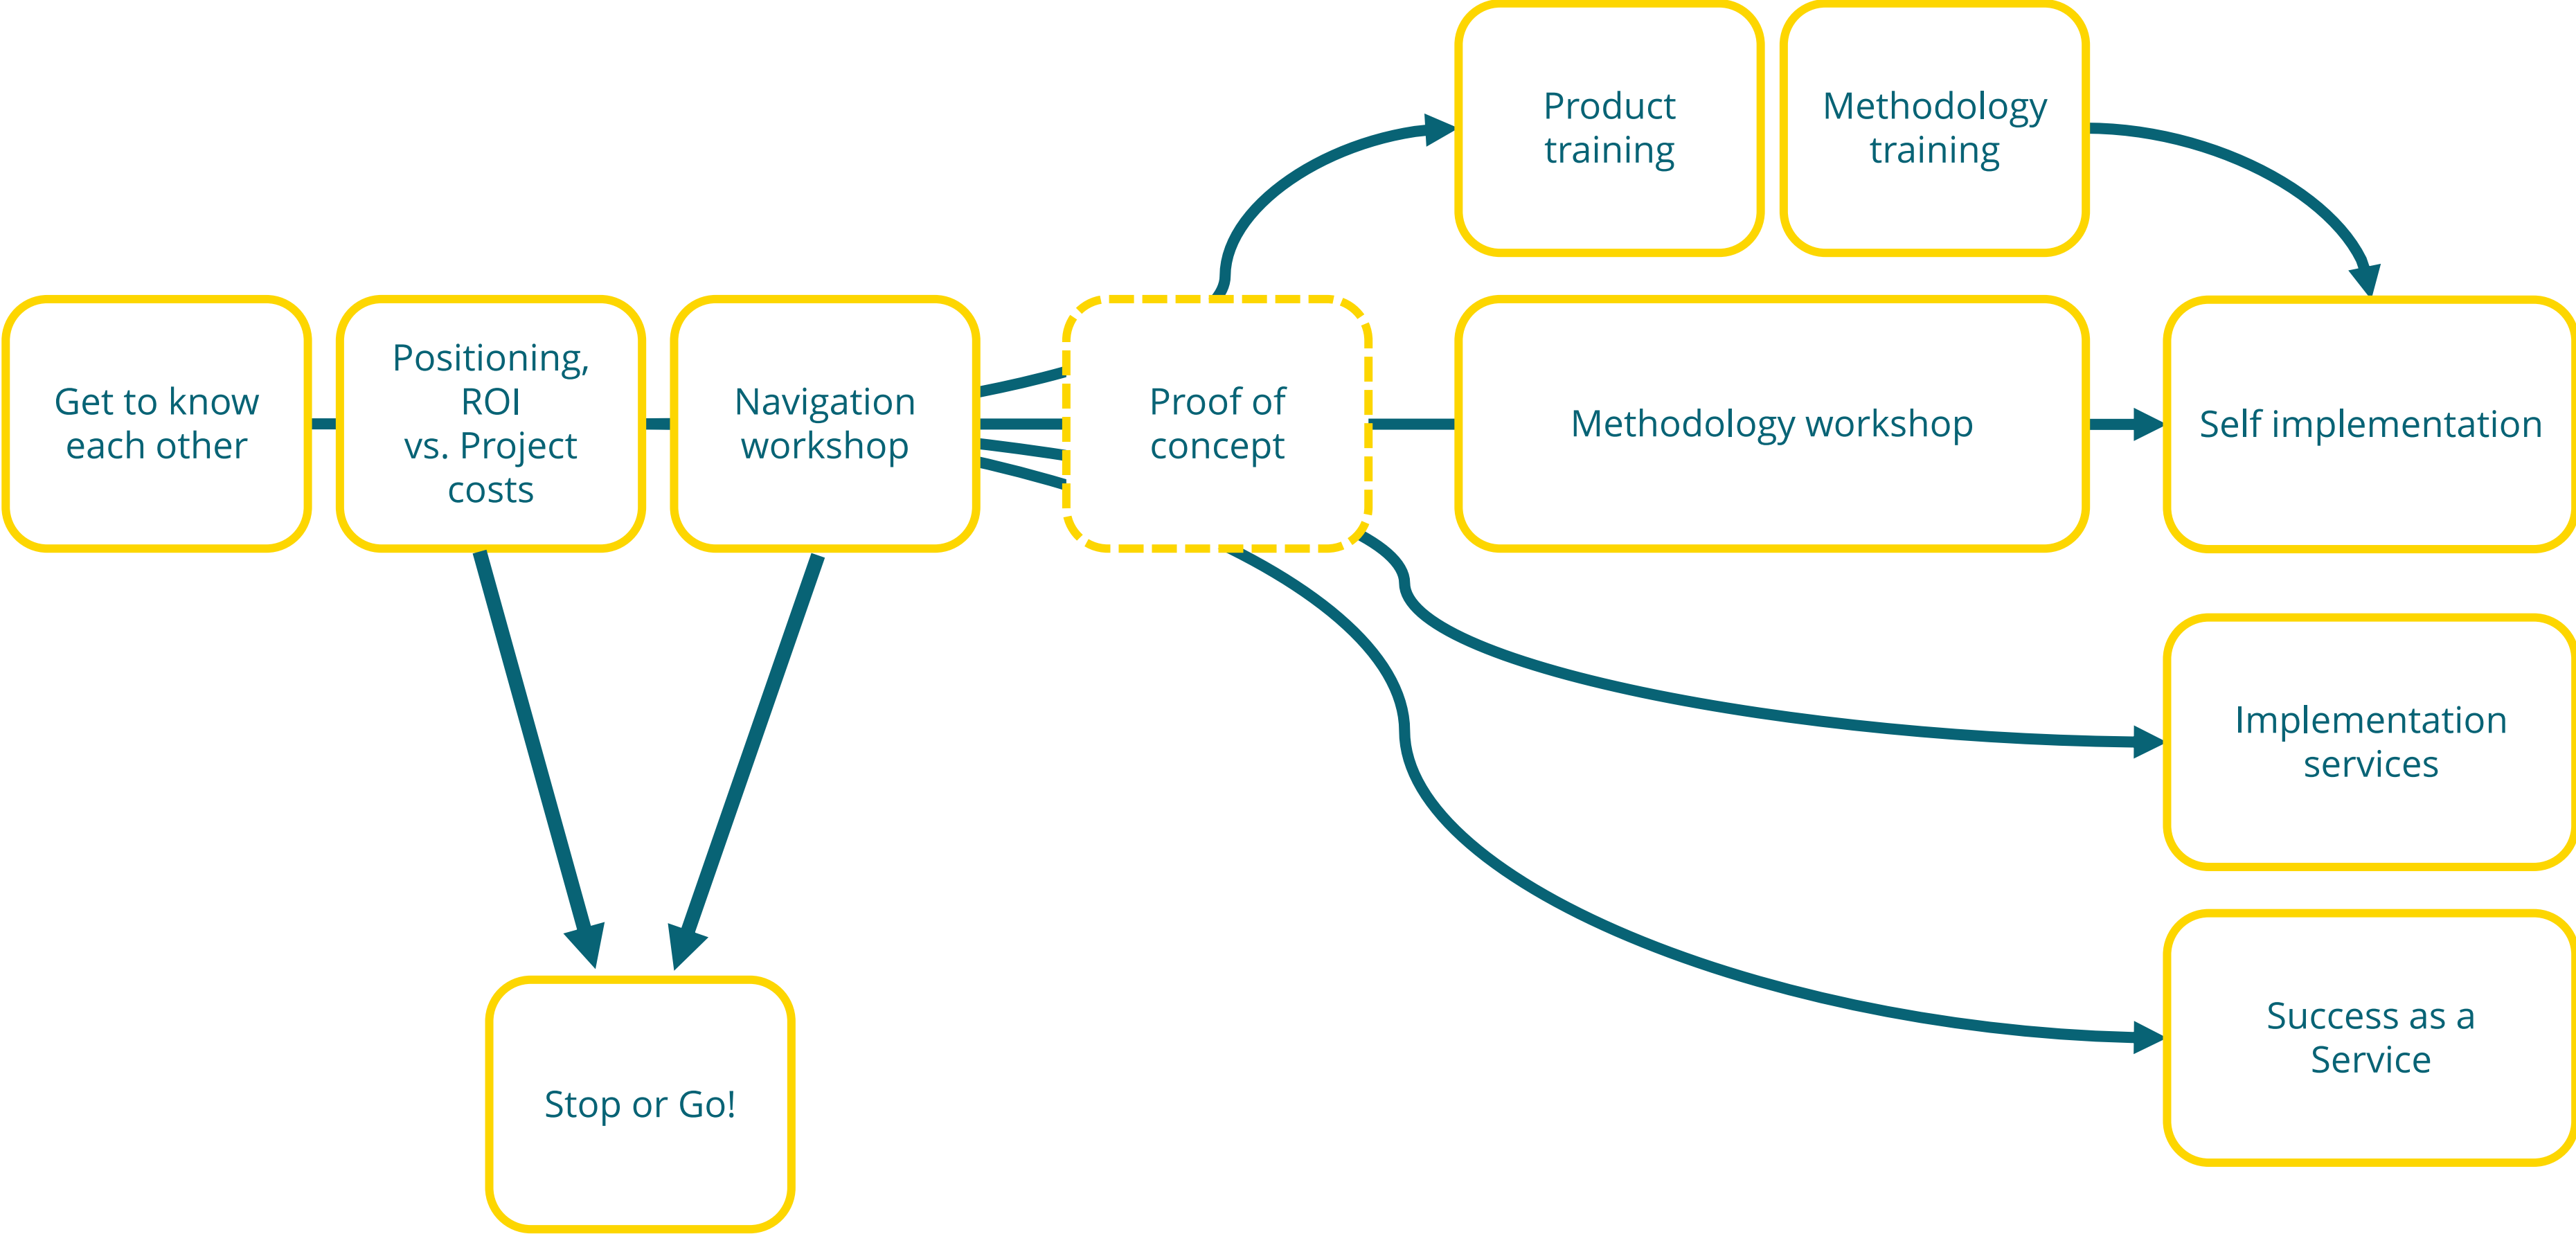 Product
training
Methodology
training
Get to know
each other
Positioning,
ROI
vs. Project
costs
Navigation
workshop
Proof of
concept
Methodology workshop
Self implementation
Implementation
services
Success as a
Service
Stop or Go!